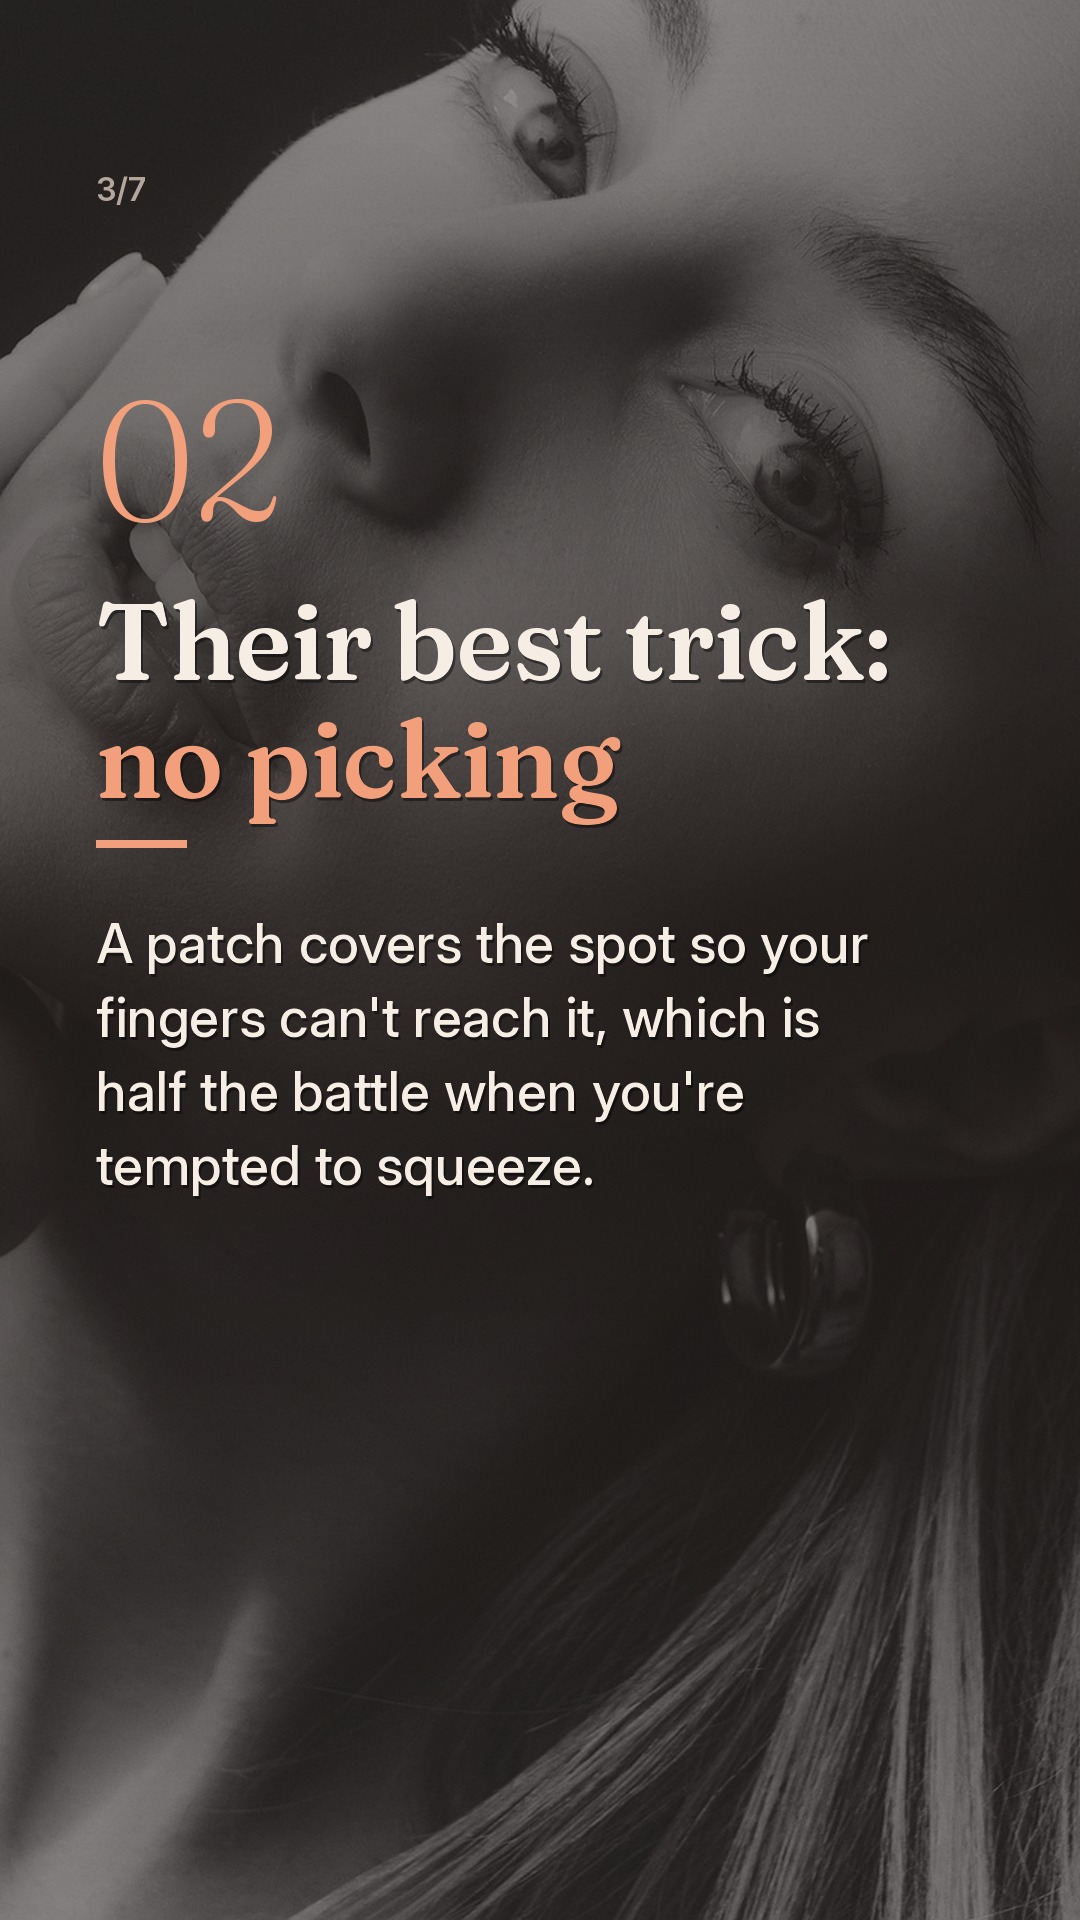 3/7
02
Their best trick:
no picking
A patch covers the spot so your
fingers can't reach it, which is
half the battle when you're
tempted to squeeze.